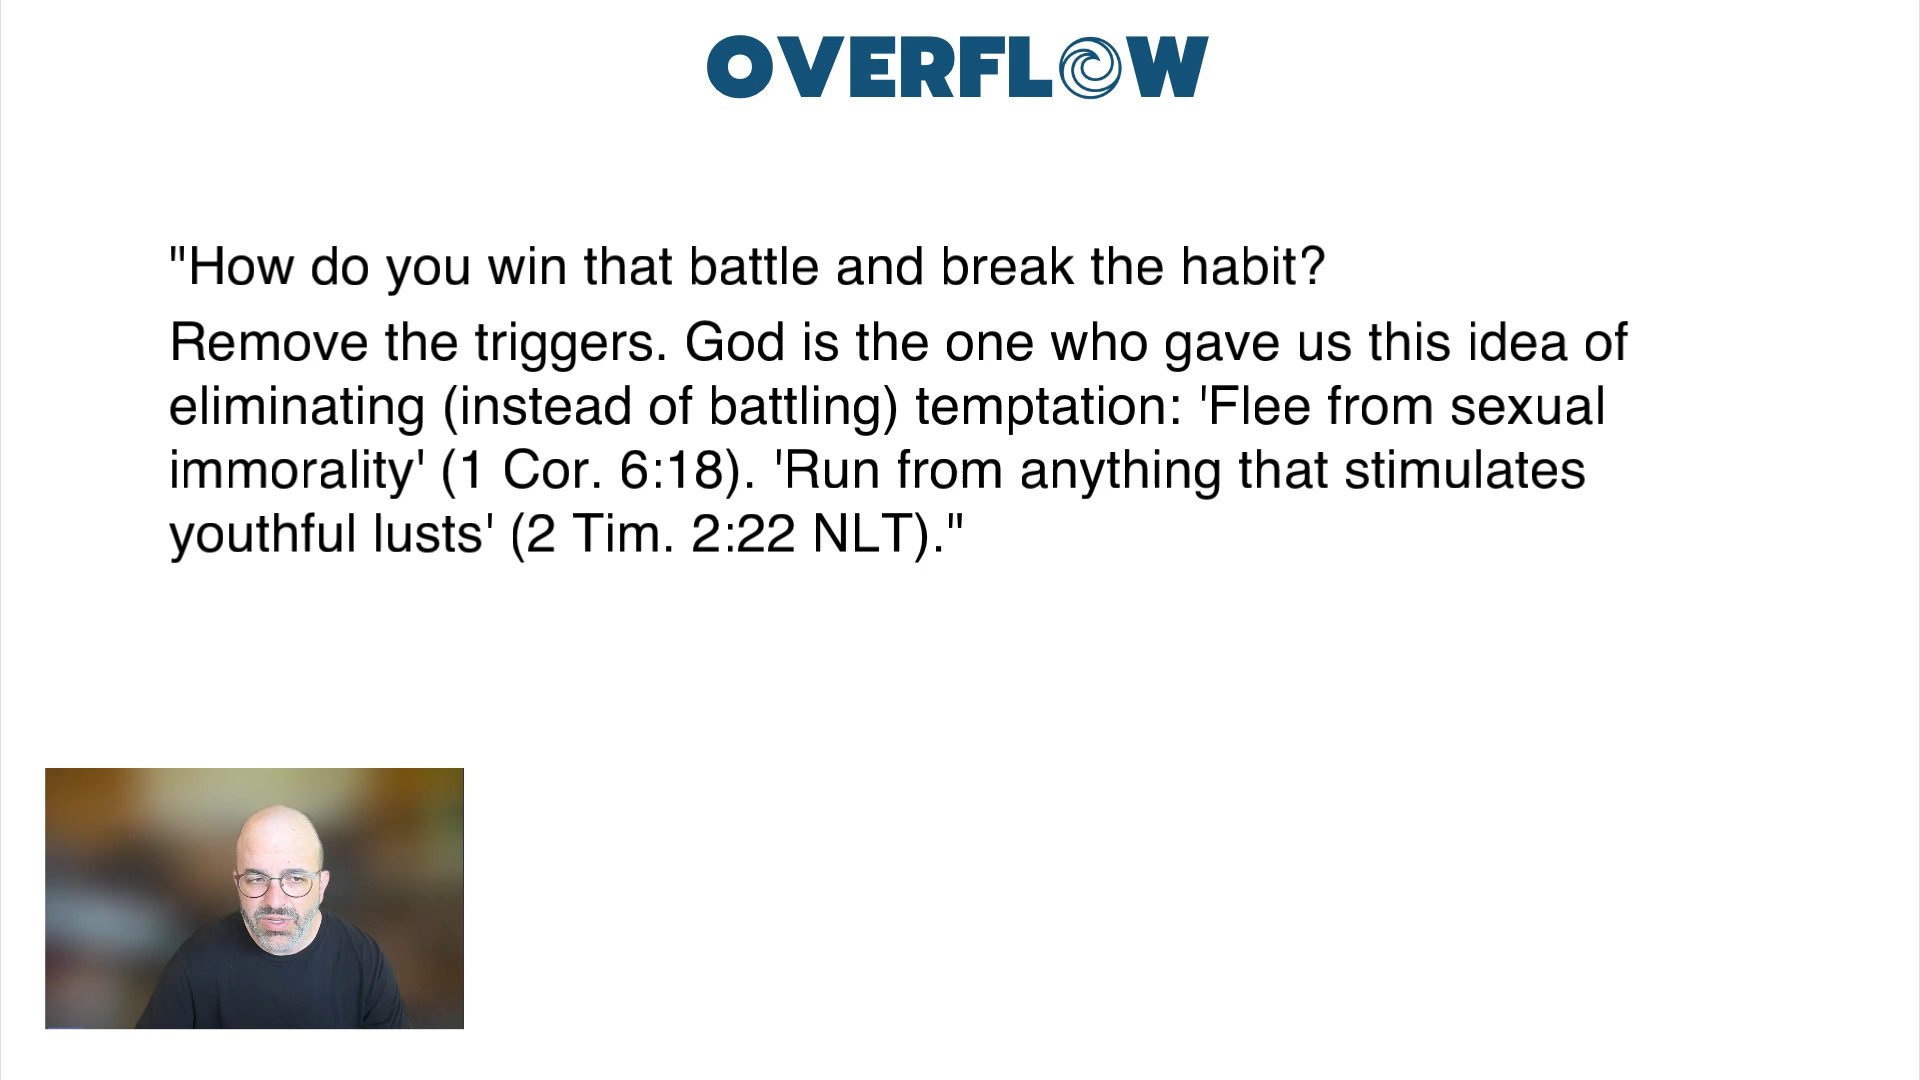 OVERFLOW
"How do you win that battle and break the habit?
Remove the triggers. God is the one who gave us this idea of
eliminating (instead of battling) temptation: 'Flee from sexual
immorality' (1 Cor. 6:18). 'Run from anything that stimulates
youthful lusts' (2 Tim. 2:22 NLT)."